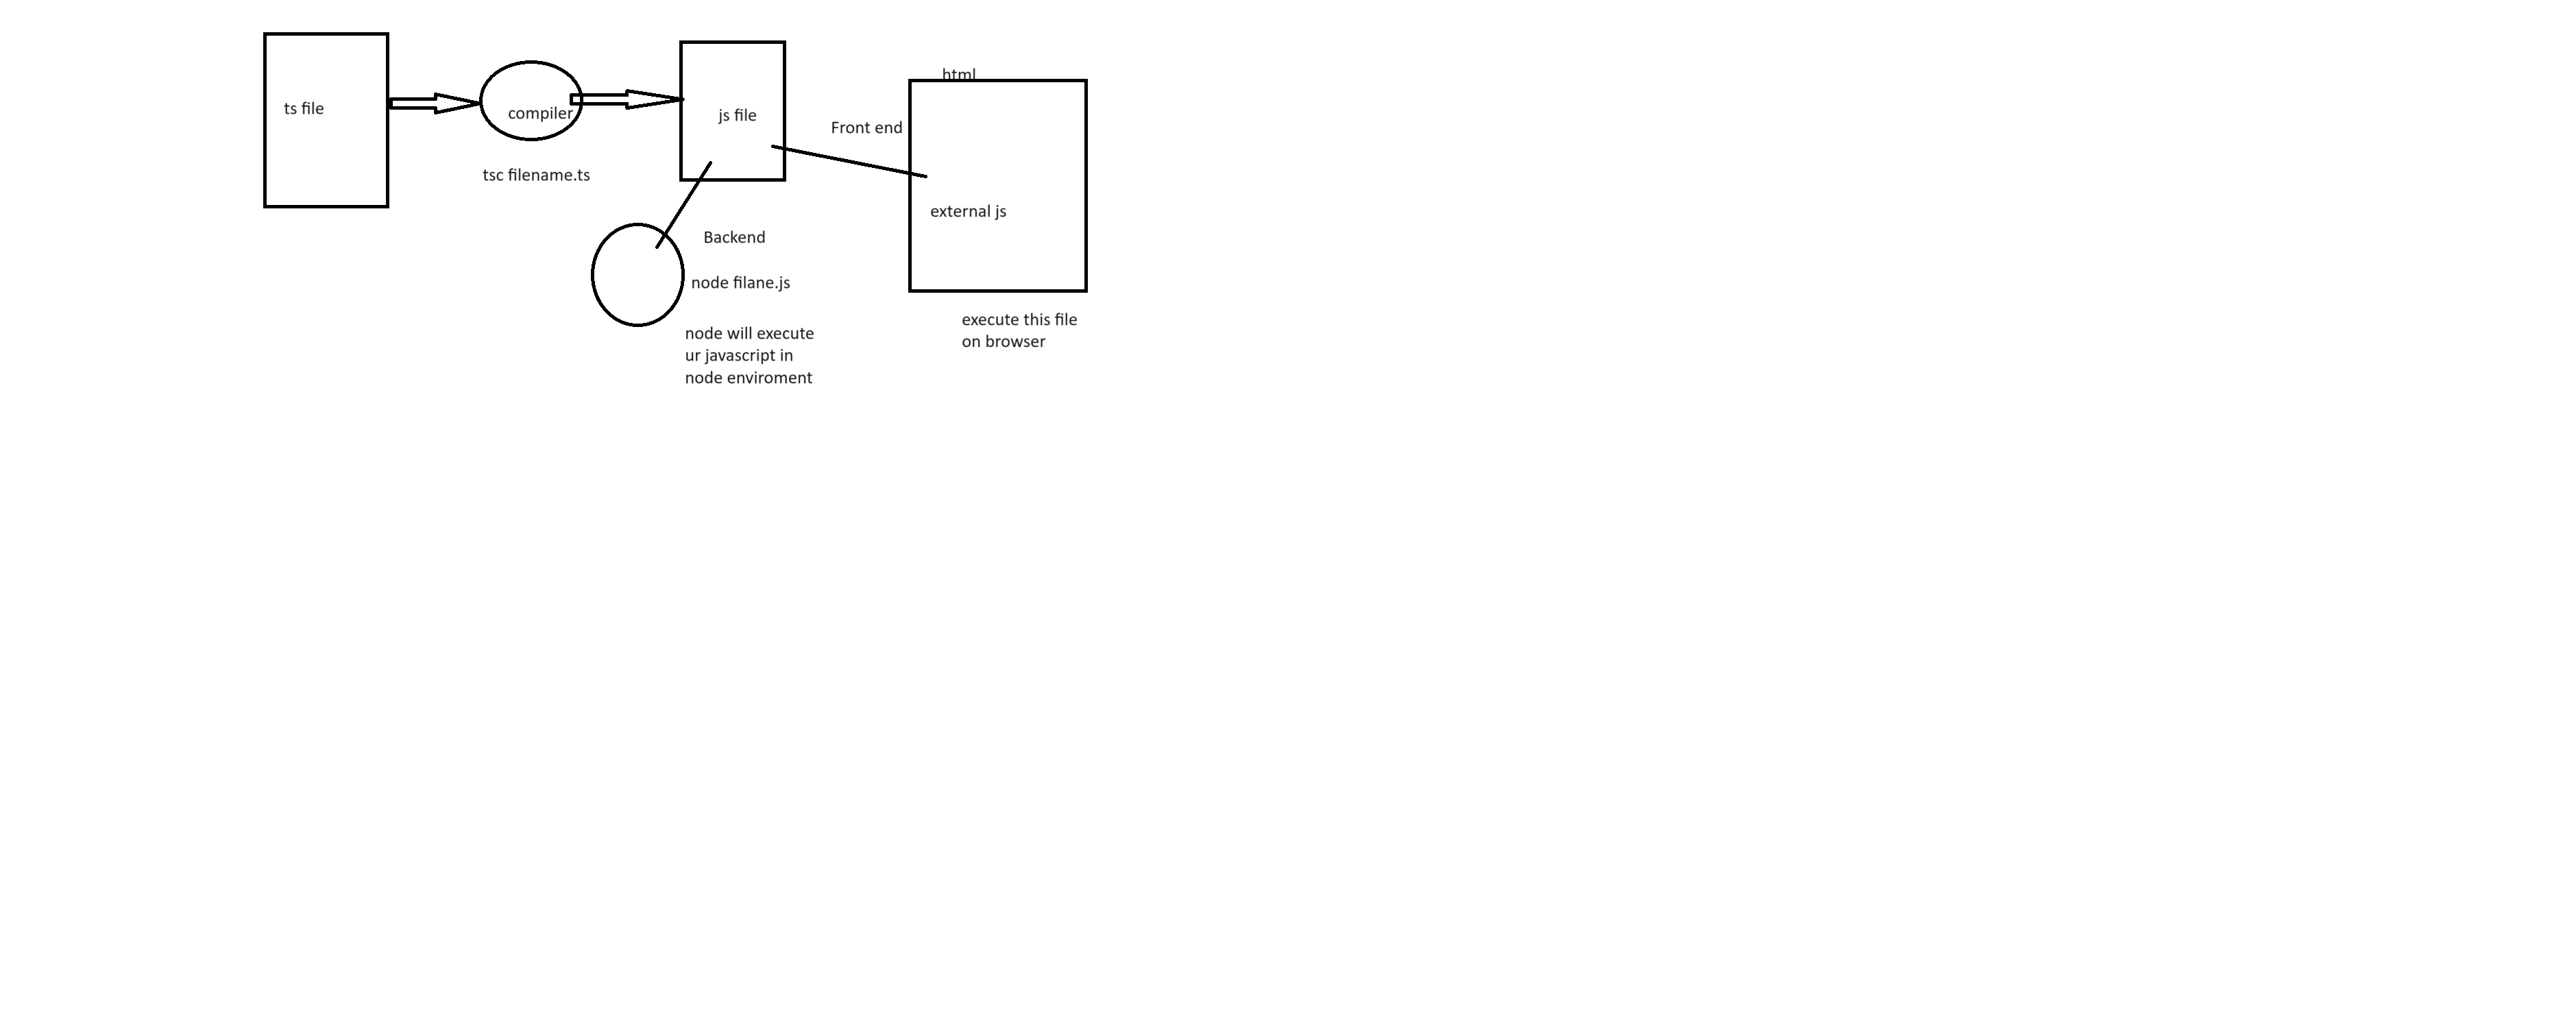 html
ts file
compiler
js file
Front end
tsc filename.ts
external js
Backend
node filane.js
execute this file
on browser
node will execute
ur javascript in
node enviroment